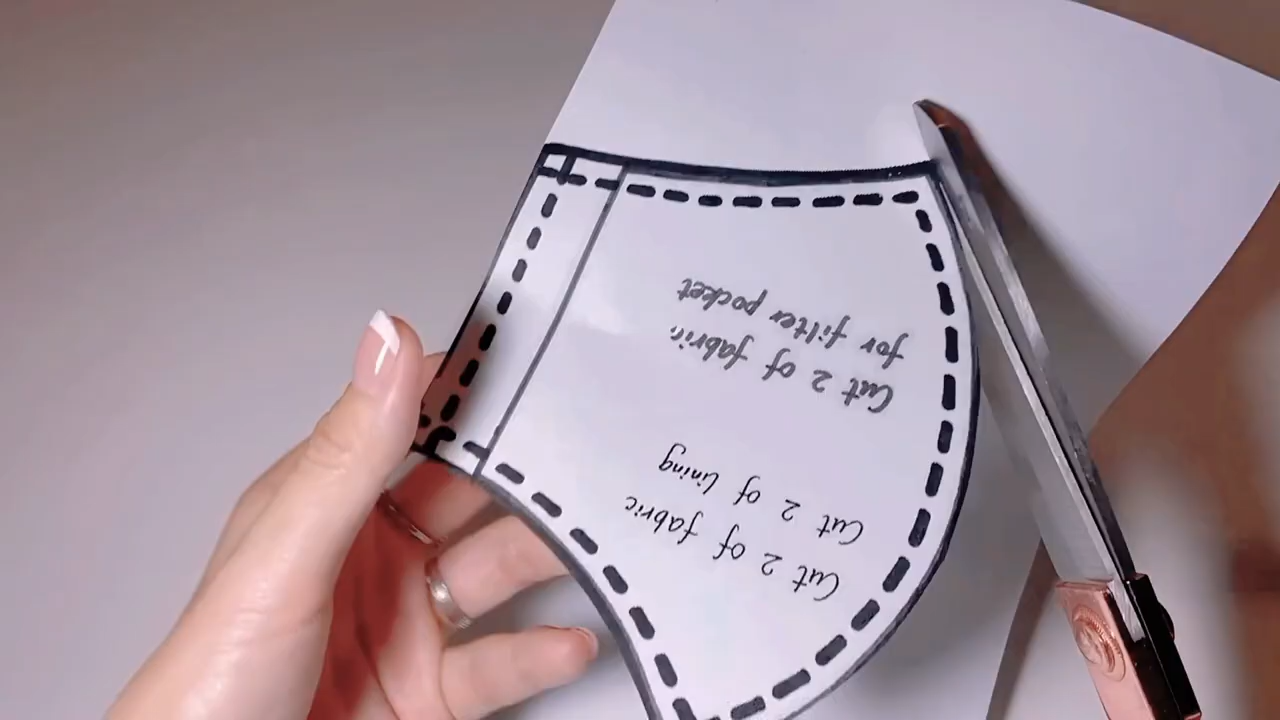 Cut 2 of fabric
Cut 2 of lining
Cut 2 of fabric
for filter pocket